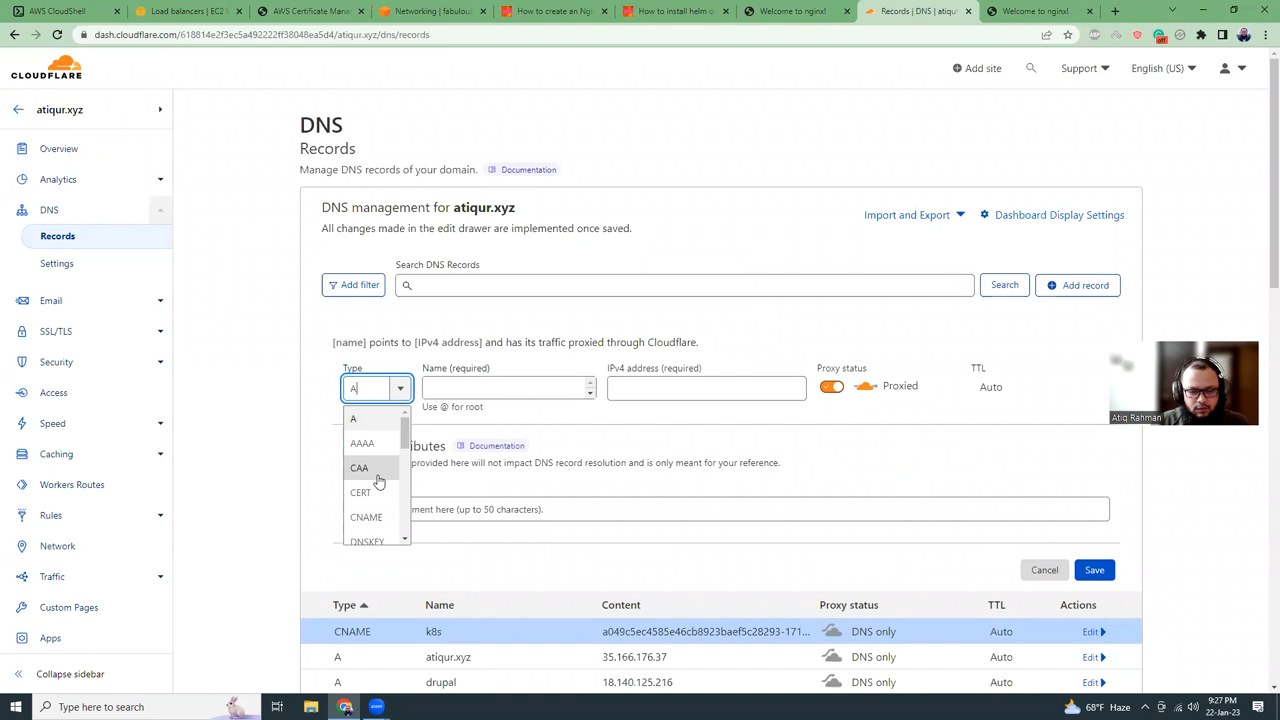 AWS Cloud
Load balancers | EC2
AWS CloudShell
Networking | fabulou
How to create an Ng
How to install helm o
Welcome to nginx!
Records | DNS | atiqur
Welcome to nginx!
dash.cloudflare.com/618814e2f3ec5a492222ff38048ea5d4/atiqur.xyz/dns/records
off
CLOUDFLARE
Add site
Support
English (US)
atiqur.xyz
Overview
Analytics
DNS
Records
Settings
Email
SSL/TLS
Security
Access
Speed
Caching
Workers Routes
Rules
Network
Traffic
Custom Pages
Apps
Collapse sidebar
DNS
Records
Manage DNS records of your domain.
Documentation
DNS management for atiqur.xyz
All changes made in the edit drawer are implemented once saved.
Import and Export
Dashboard Display Settings
Search DNS Records
Add filter
Search
Add record
[name] points to [IPv4 address] and has its traffic proxied through Cloudflare.
Type
Name (required)
IPv4 address (required)
Proxy status
TTL
A
Proxied
Auto
Use @ for root
A
AAAA
CAA
CERT
CNAME
DNSKEY
ibutes
Documentation
provided here will not impact DNS record resolution and is only meant for your reference.
ment here (up to 50 characters).
Cancel
Save
Atiq Rahman
Type Name Content Proxy status TTL Actions
CNAME k8s a049c5ec4585e46cb8923baef5c28293-171... DNS only Auto Edit
A atiqur.xyz 35.166.176.37 DNS only Auto Edit
A drupal 18.140.125.216 DNS only Auto Edit
Type here to search
zoom
68°F Haze
9:27 PM
22-Jan-23